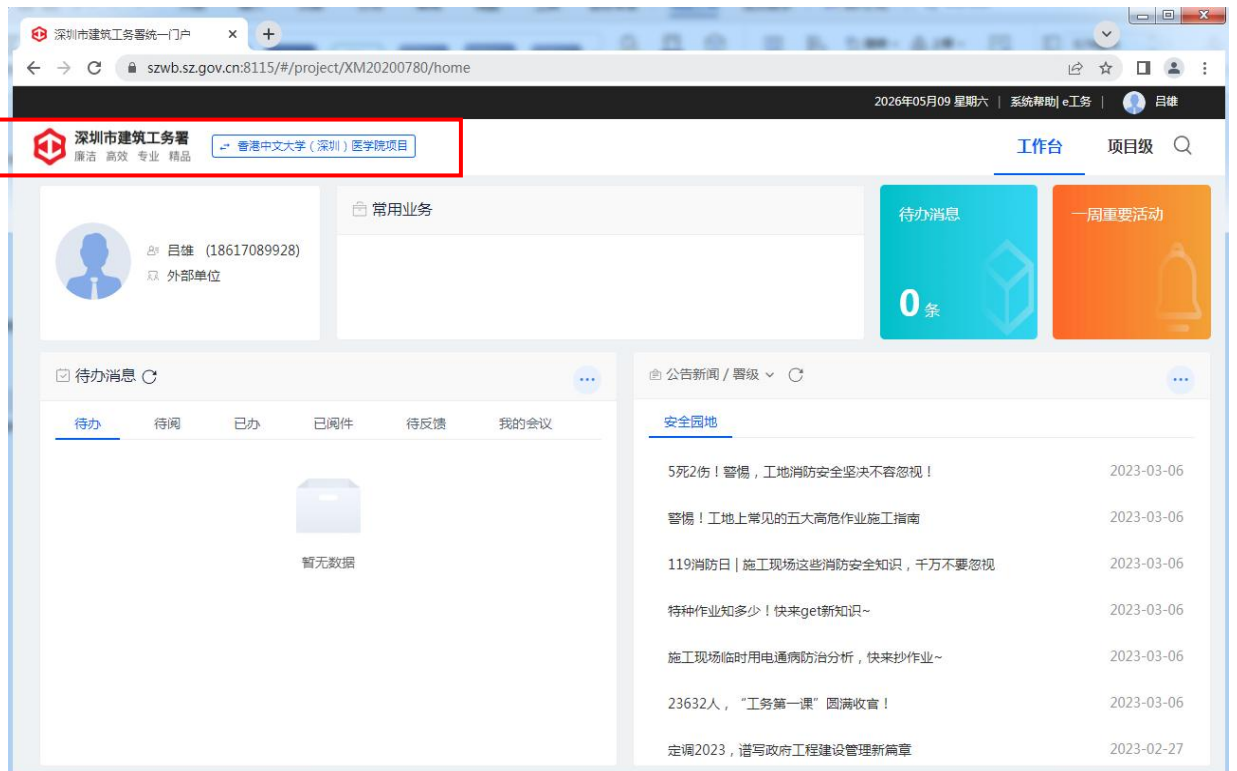 深圳市建筑工务署统一门户
szwb.sz.gov.cn:8115/#/project/XM20200780/home
2026年05月09 星期六 | 系统帮助| e工务 | 吕雄
深圳市建筑工务署
廉洁 高效 专业 精品
香港中文大学（深圳）医学院项目
工作台 项目级
吕雄 (18617089928)
外部单位
常用业务
待办消息
0 条
一周重要活动
待办消息
待办 待阅 已办 已阅件 待反馈 我的会议
暂无数据
公告新闻 / 署级
安全园地
5死2伤！警惕，工地消防安全坚决不容忽视！ 2023-03-06
警惕！工地上常见的五大高危作业施工指南 2023-03-06
119消防日 | 施工现场这些消防安全知识，千万不要忽视 2023-03-06
特种作业知多少！快来get新知识~ 2023-03-06
施工现场临时用电通病防治分析，快来抄作业~ 2023-03-06
23632人，“工务第一课”圆满收官！ 2023-03-06
定调2023，谱写政府工程建设管理新篇章 2023-02-27